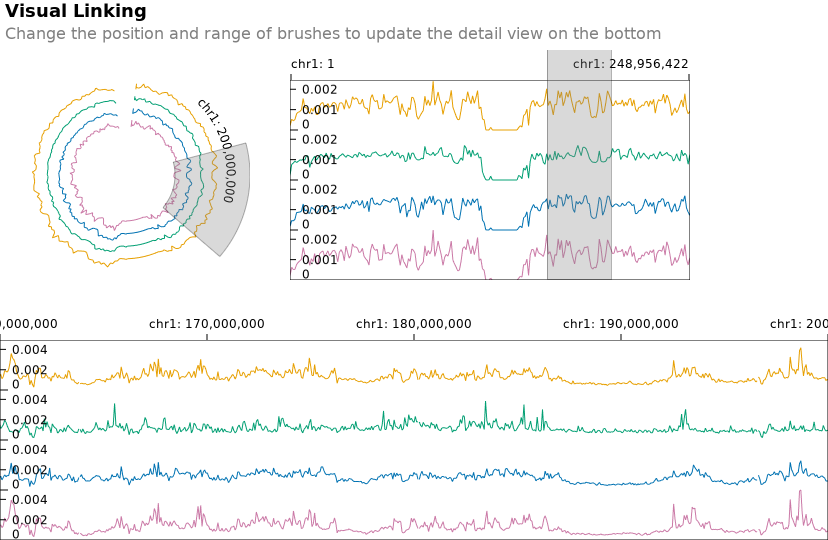 Visual Linking
Change the position and range of brushes to update the detail view on the bottom
chr1: 200,000,000
chr1: 1
chr1: 248,956,422
0.002
0.001
0
0.002
0.001
0
0.002
0.001
0
0.002
0.001
0
0,000,000
chr1: 170,000,000
chr1: 180,000,000
chr1: 190,000,000
chr1: 200
0.004
0.002
0
0.004
0.002
0
0.004
0.002
0
0.004
0.002
0